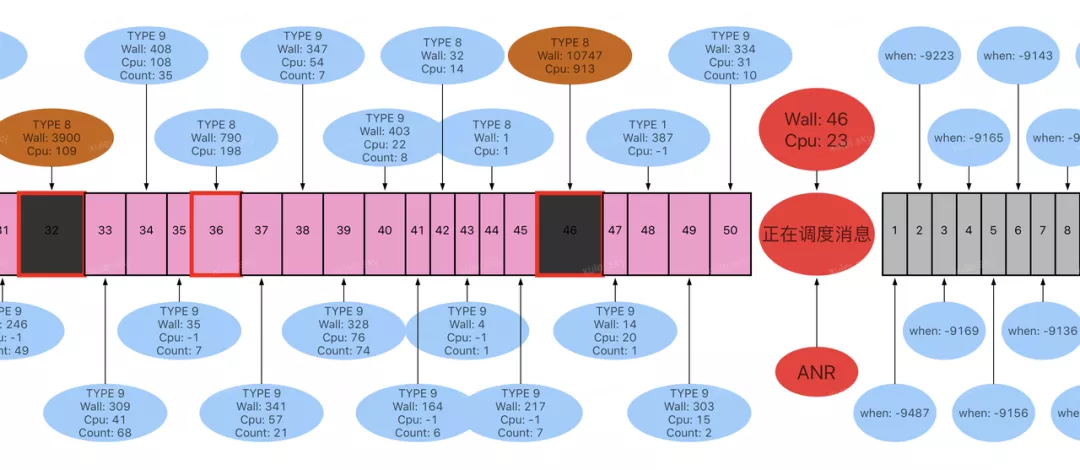 TYPE 9
Wall: 408
Cpu: 108
Count: 35
TYPE 9
Wall: 347
Cpu: 54
Count: 7
TYPE 8
Wall: 32
Cpu: 14
TYPE 8
Wall: 10747
Cpu: 913
TYPE 9
Wall: 334
Cpu: 31
Count: 10
when: -9223
when: -9143
TYPE 8
Wall: 3900
Cpu: 109
TYPE 8
Wall: 790
Cpu: 198
TYPE 9
Wall: 403
Cpu: 22
Count: 8
TYPE 8
Wall: 1
Cpu: 1
TYPE 1
Wall: 387
Cpu: -1
Wall: 46
Cpu: 23
when: -9165
when: -9
31 32 33 34 35 36 37 38 39 40 41 42 43 44 45 46 47 48 49 50
正在调度消息
1 2 3 4 5 6 7 8
PE 9
246
u: -1
nt: 49
TYPE 9
Wall: 35
Cpu: -1
Count: 7
TYPE 9
Wall: 328
Cpu: 76
Count: 74
TYPE 9
Wall: 4
Cpu: -1
Count: 1
TYPE 9
Wall: 14
Cpu: 20
Count: 1
when: -9169
when: -9136
TYPE 9
Wall: 309
Cpu: 41
Count: 68
TYPE 9
Wall: 341
Cpu: 57
Count: 21
TYPE 9
Wall: 164
Cpu: -1
Count: 6
TYPE 9
Wall: 217
Cpu: -1
Count: 7
TYPE 9
Wall: 303
Cpu: 15
Count: 2
ANR
when: -9487
when: -9156
whe